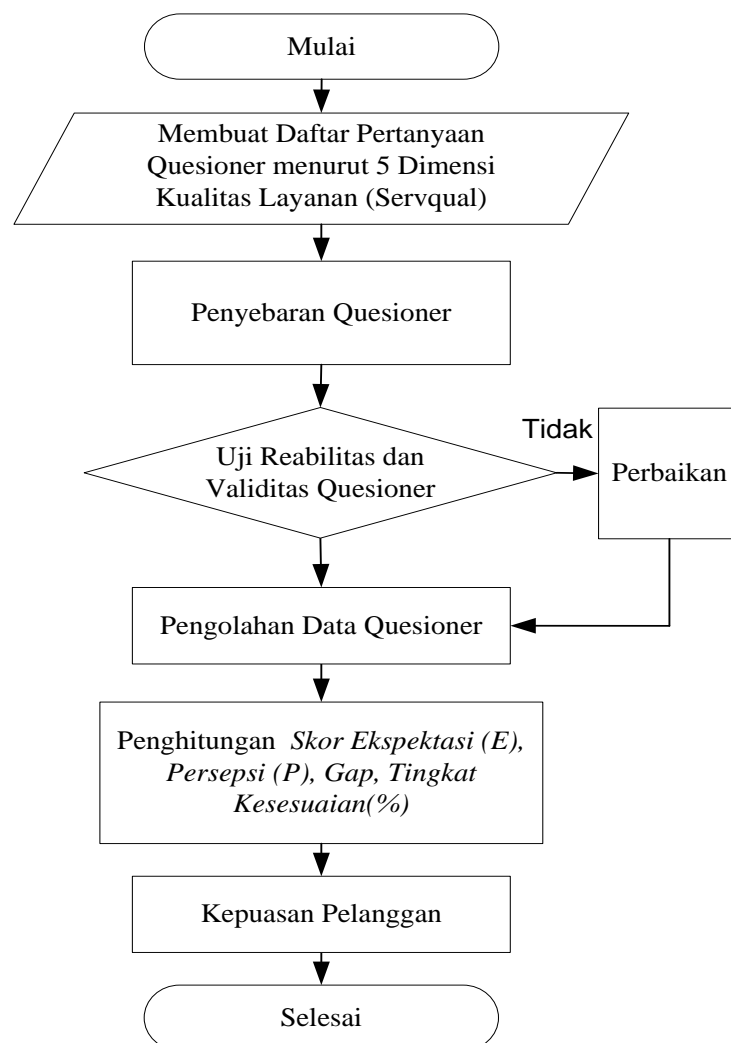 Mulai
Membuat Daftar Pertanyaan
Quesioner menurut 5 Dimensi
Kualitas Layanan (Servqual)
Penyebaran Quesioner
Uji Reabilitas dan
Validitas Quesioner
Tidak
Perbaikan
Pengolahan Data Quesioner
Penghitungan Skor Ekspektasi (E),
Persepsi (P), Gap, Tingkat
Kesesuaian(%)
Kepuasan Pelanggan
Selesai